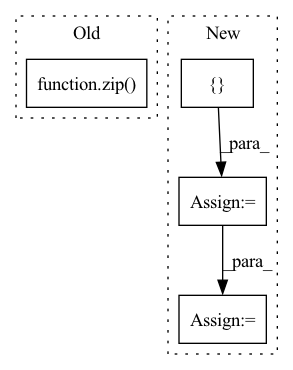 Old
New
function.zip()
{}
_para_
Assign:=
_para_
Assign:=